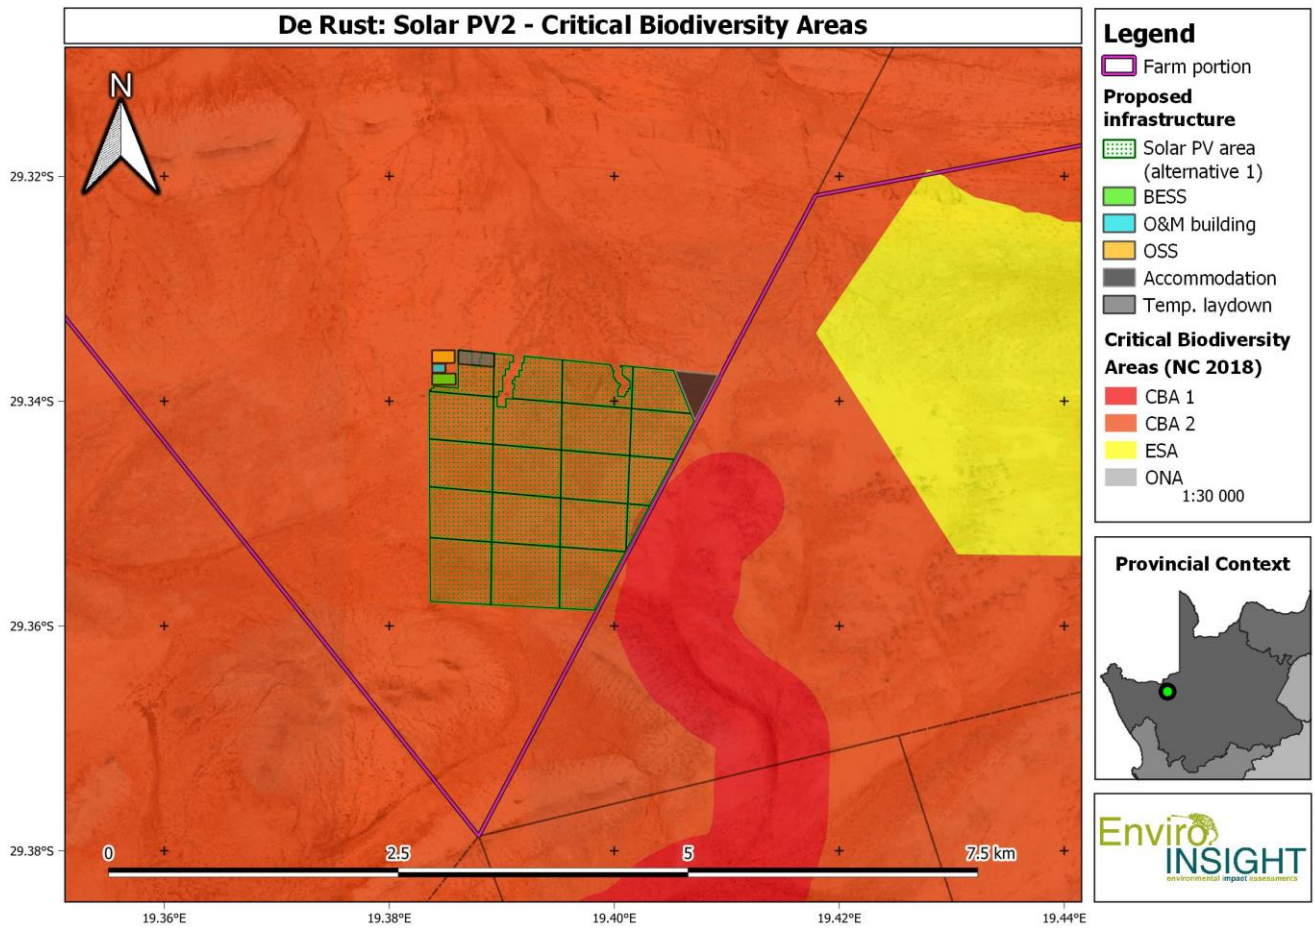 De Rust: Solar PV2 - Critical Biodiversity Areas
N
29.32°S
29.34°S
29.36°S
29.38°S
0
2.5
5
7.5 km
19.36°E
19.38°E
19.40°E
19.42°E
19.44°E
Legend
Farm portion
Proposed
infrastructure
Solar PV area
(alternative 1)
BESS
O&M building
OSS
Accommodation
Temp. laydown
Critical Biodiversity
Areas (NC 2018)
CBA 1
CBA 2
ESA
ONA
1:30 000
Provincial Context
Enviro
INSIGHT
environmental impact assessments